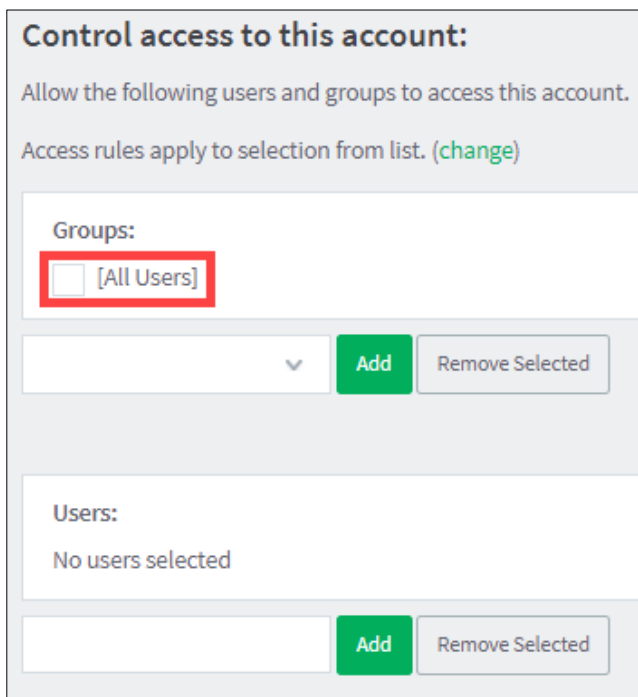 Control access to this account:
Allow the following users and groups to access this account.
Access rules apply to selection from list. (change)
Groups:
[All Users]
Add Remove Selected
Users:
No users selected
Add Remove Selected